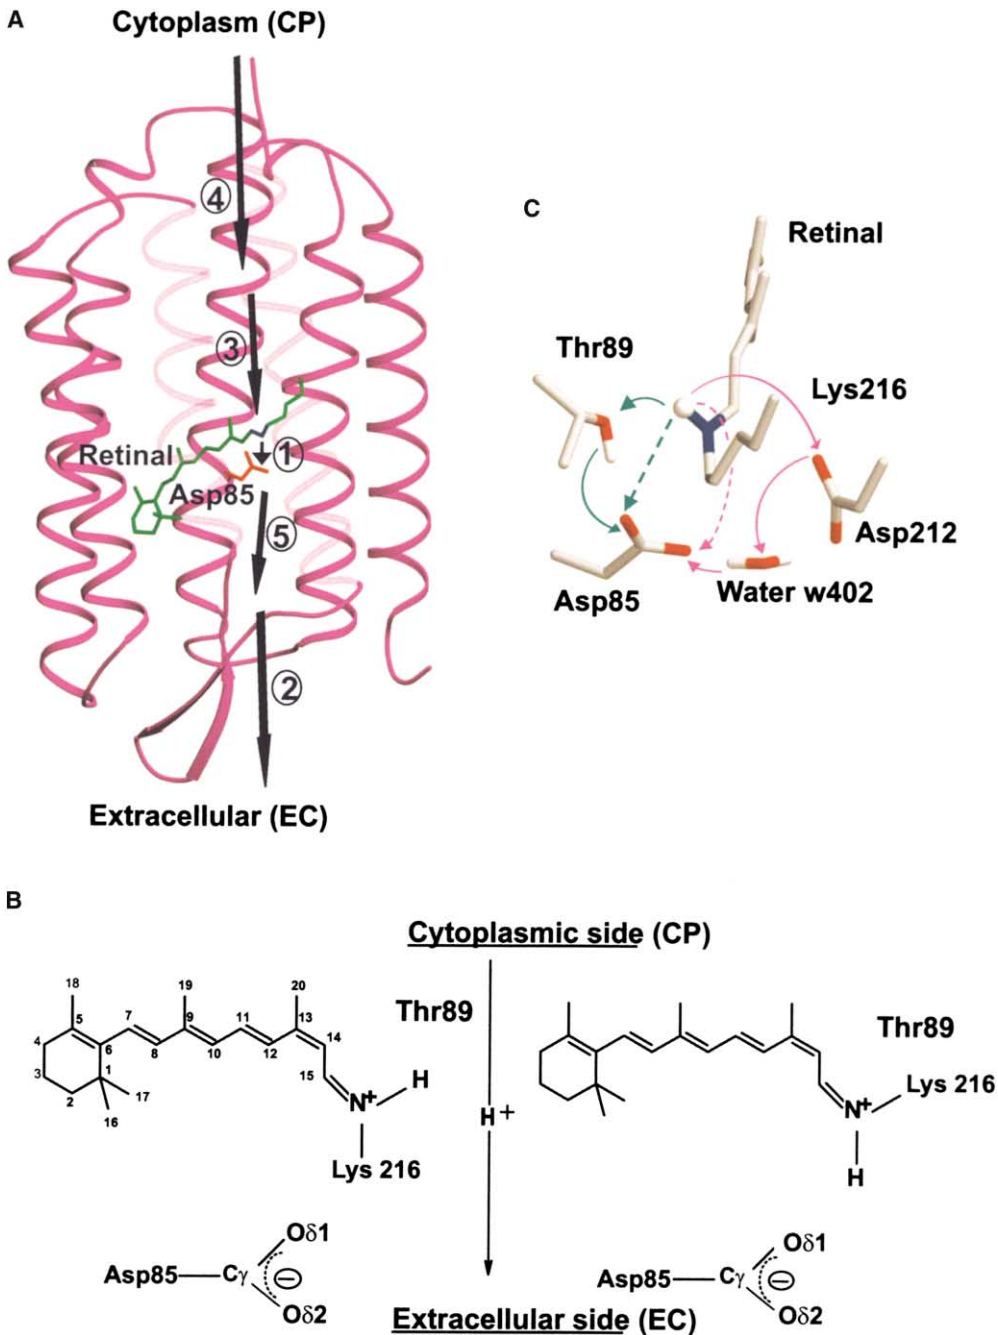 A
Cytoplasm (CP)
④
③
Retinal
①
Asp85
⑤
②
Extracellular (EC)
C
Retinal
Thr89
Lys216
Asp212
Asp85
Water w402
B
Cytoplasmic side (CP)
18
19
20
Thr89
7
11
13
5
9
14
4
6
8
10
12
3
1
15
H
2
17
N+
16
Lys 216
H+
Thr89
Lys 216
N+
H
Oδ1
Asp85
Cγ
−
Oδ2
Oδ1
Asp85
Cγ
−
Oδ2
Extracellular side (EC)